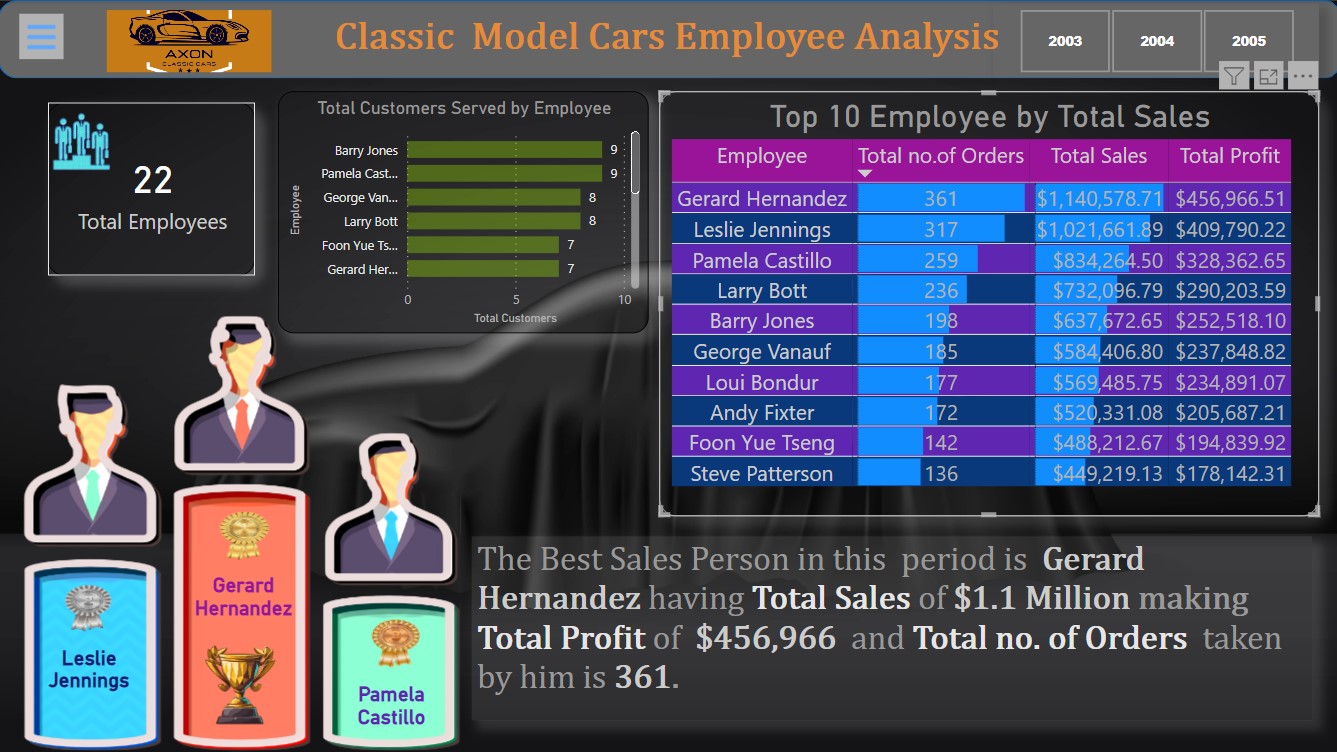 AXON
CLASSIC CARS
Classic Model Cars Employee Analysis
2003
2004
2005
22
Total Employees
Total Customers Served by Employee
Employee
Barry Jones 9
Pamela Cast... 9
George Van... 8
Larry Bott 8
Foon Yue Ts... 7
Gerard Her... 7
0 5 10
Total Customers
Top 10 Employee by Total Sales
Employee Total no.of Orders Total Sales Total Profit
Gerard Hernandez 361 $1,140,578.71 $456,966.51
Leslie Jennings 317 $1,021,661.89 $409,790.22
Pamela Castillo 259 $834,264.50 $328,362.65
Larry Bott 236 $732,096.79 $290,203.59
Barry Jones 198 $637,672.65 $252,518.10
George Vanauf 185 $584,406.80 $237,848.82
Loui Bondur 177 $569,485.75 $234,891.07
Andy Fixter 172 $520,331.08 $205,687.21
Foon Yue Tseng 142 $488,212.67 $194,839.92
Steve Patterson 136 $449,219.13 $178,142.31
Leslie
Jennings
Gerard
Hernandez
Pamela
Castillo
The Best Sales Person in this period is Gerard
Hernandez having Total Sales of $1.1 Million making
Total Profit of $456,966 and Total no. of Orders taken
by him is 361.